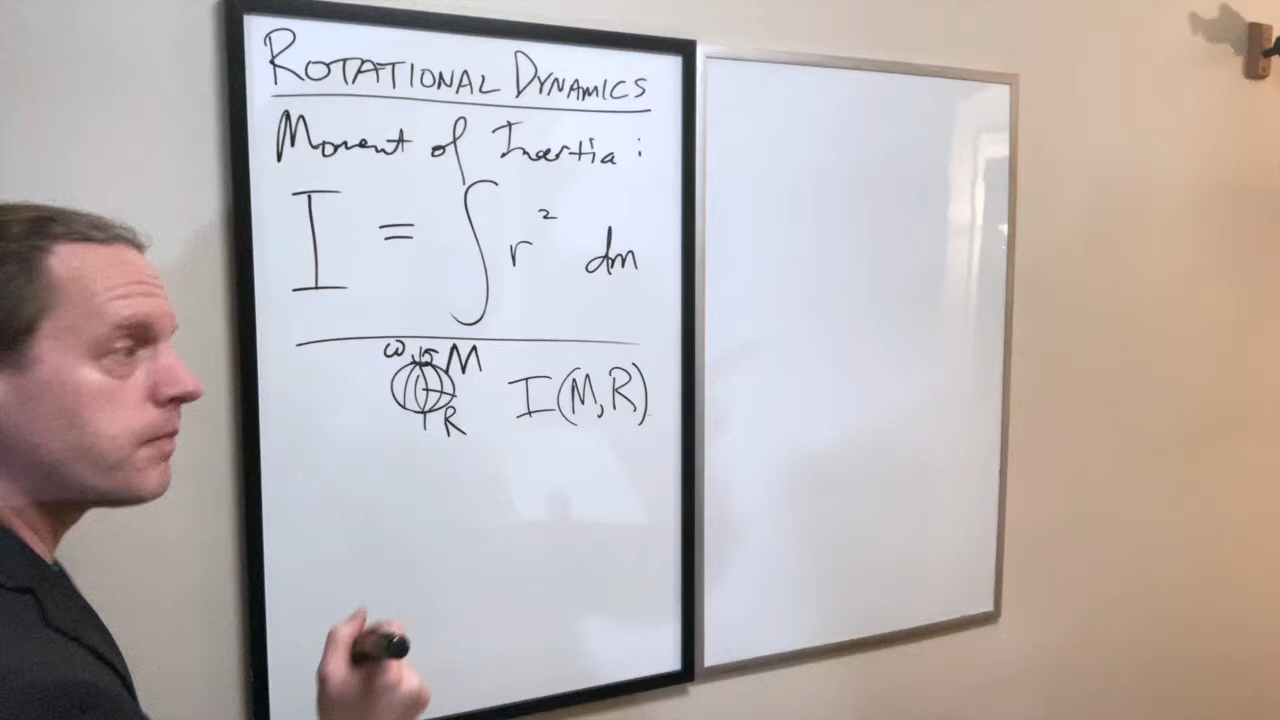 ROTATIONAL DYNAMICS
Moment of Inertia :
I = ∫ r² dm
ω M I(M,R)
R